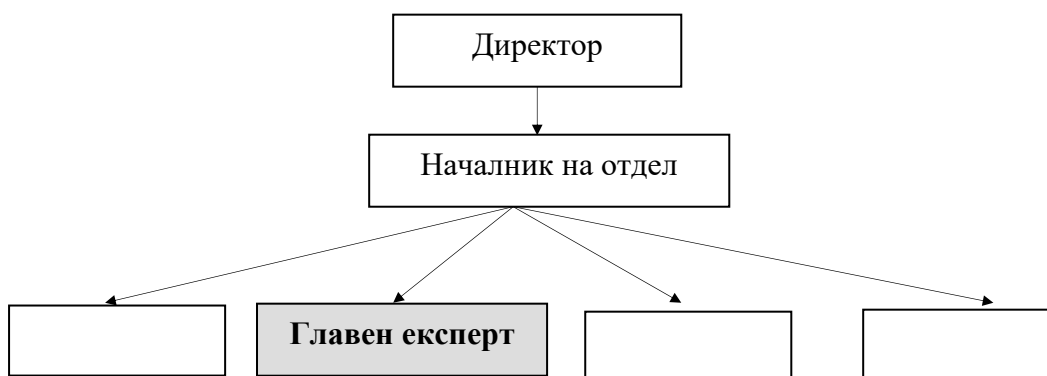 Директор
Началник на отдел
Главен експерт